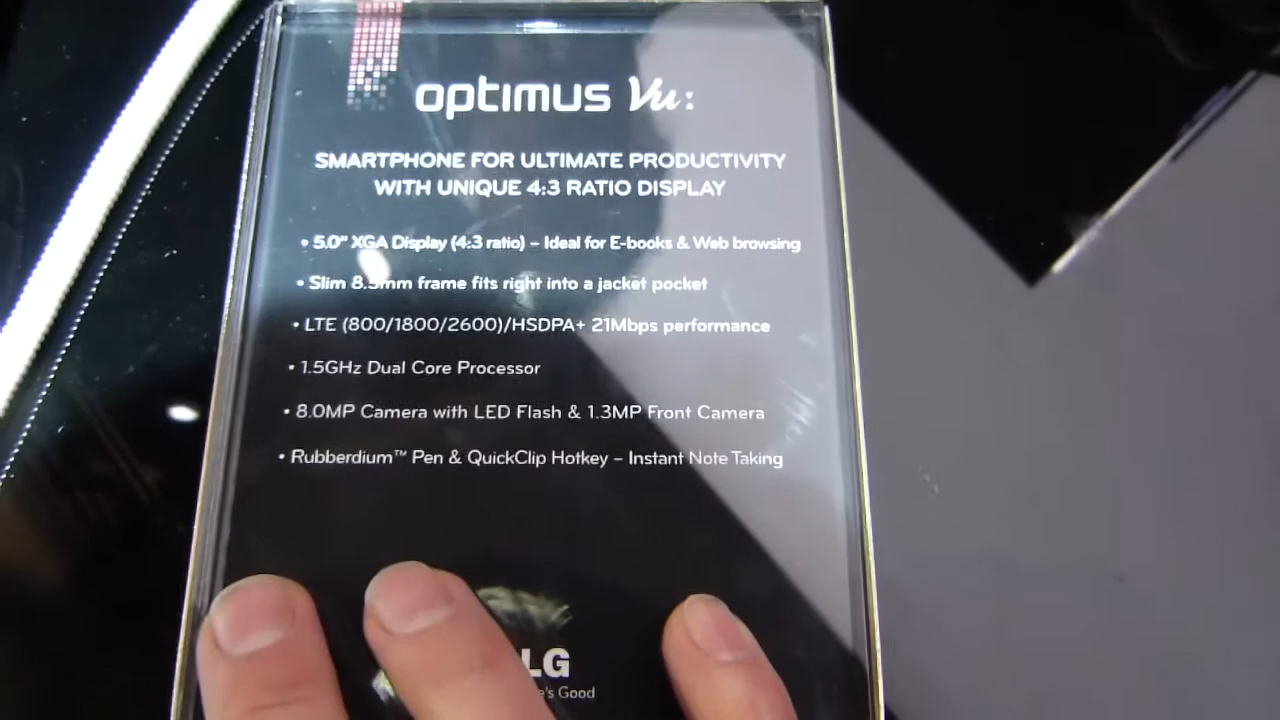 optimus Vu:
SMARTPHONE FOR ULTIMATE PRODUCTIVITY
WITH UNIQUE 4:3 RATIO DISPLAY
• 5.0" XGA Display (4:3 ratio) – Ideal for E-books & Web browsing
• Slim 8.5mm frame fits right into a jacket pocket
• LTE (800/1800/2600)/HSDPA+ 21Mbps performance
• 1.5GHz Dual Core Processor
• 8.0MP Camera with LED Flash & 1.3MP Front Camera
• Rubberdium™ Pen & QuickClip Hotkey – Instant Note Taking
LG
Good